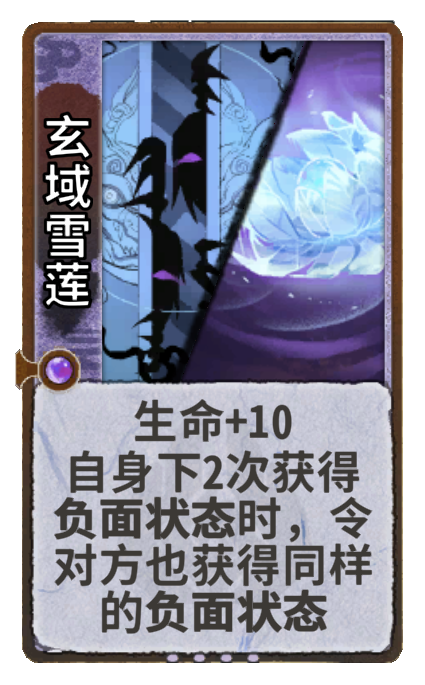 玄域雪莲
生命+10
自身下2次获得
负面状态时，令
对方也获得同样
的负面状态